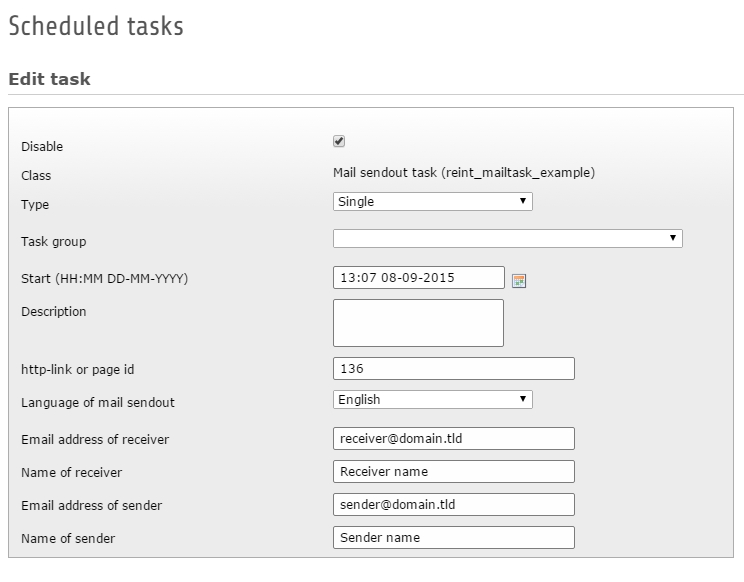 Scheduled tasks
Edit task
Disable
Class Mail sendout task (reint_mailtask_example)
Type Single
Task group
Start (HH:MM DD-MM-YYYY) 13:07 08-09-2015
Description
http-link or page id 136
Language of mail sendout English
Email address of receiver receiver@domain.tld
Name of receiver Receiver name
Email address of sender sender@domain.tld
Name of sender Sender name